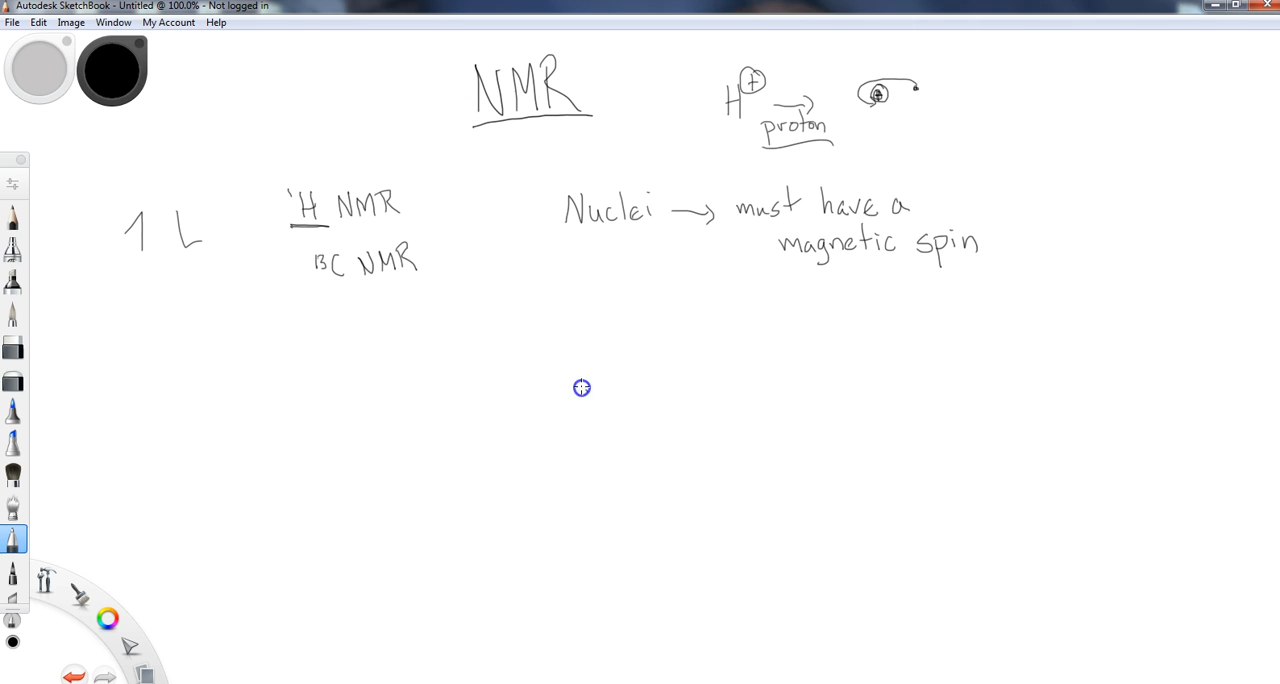 Autodesk SketchBook - Untitled @ 100.0% - Not logged in
File Edit Image Window My Account Help
NMR
H+
proton
¹H NMR
Nuclei → must have a
magnetic spin
1 L
¹³C NMR